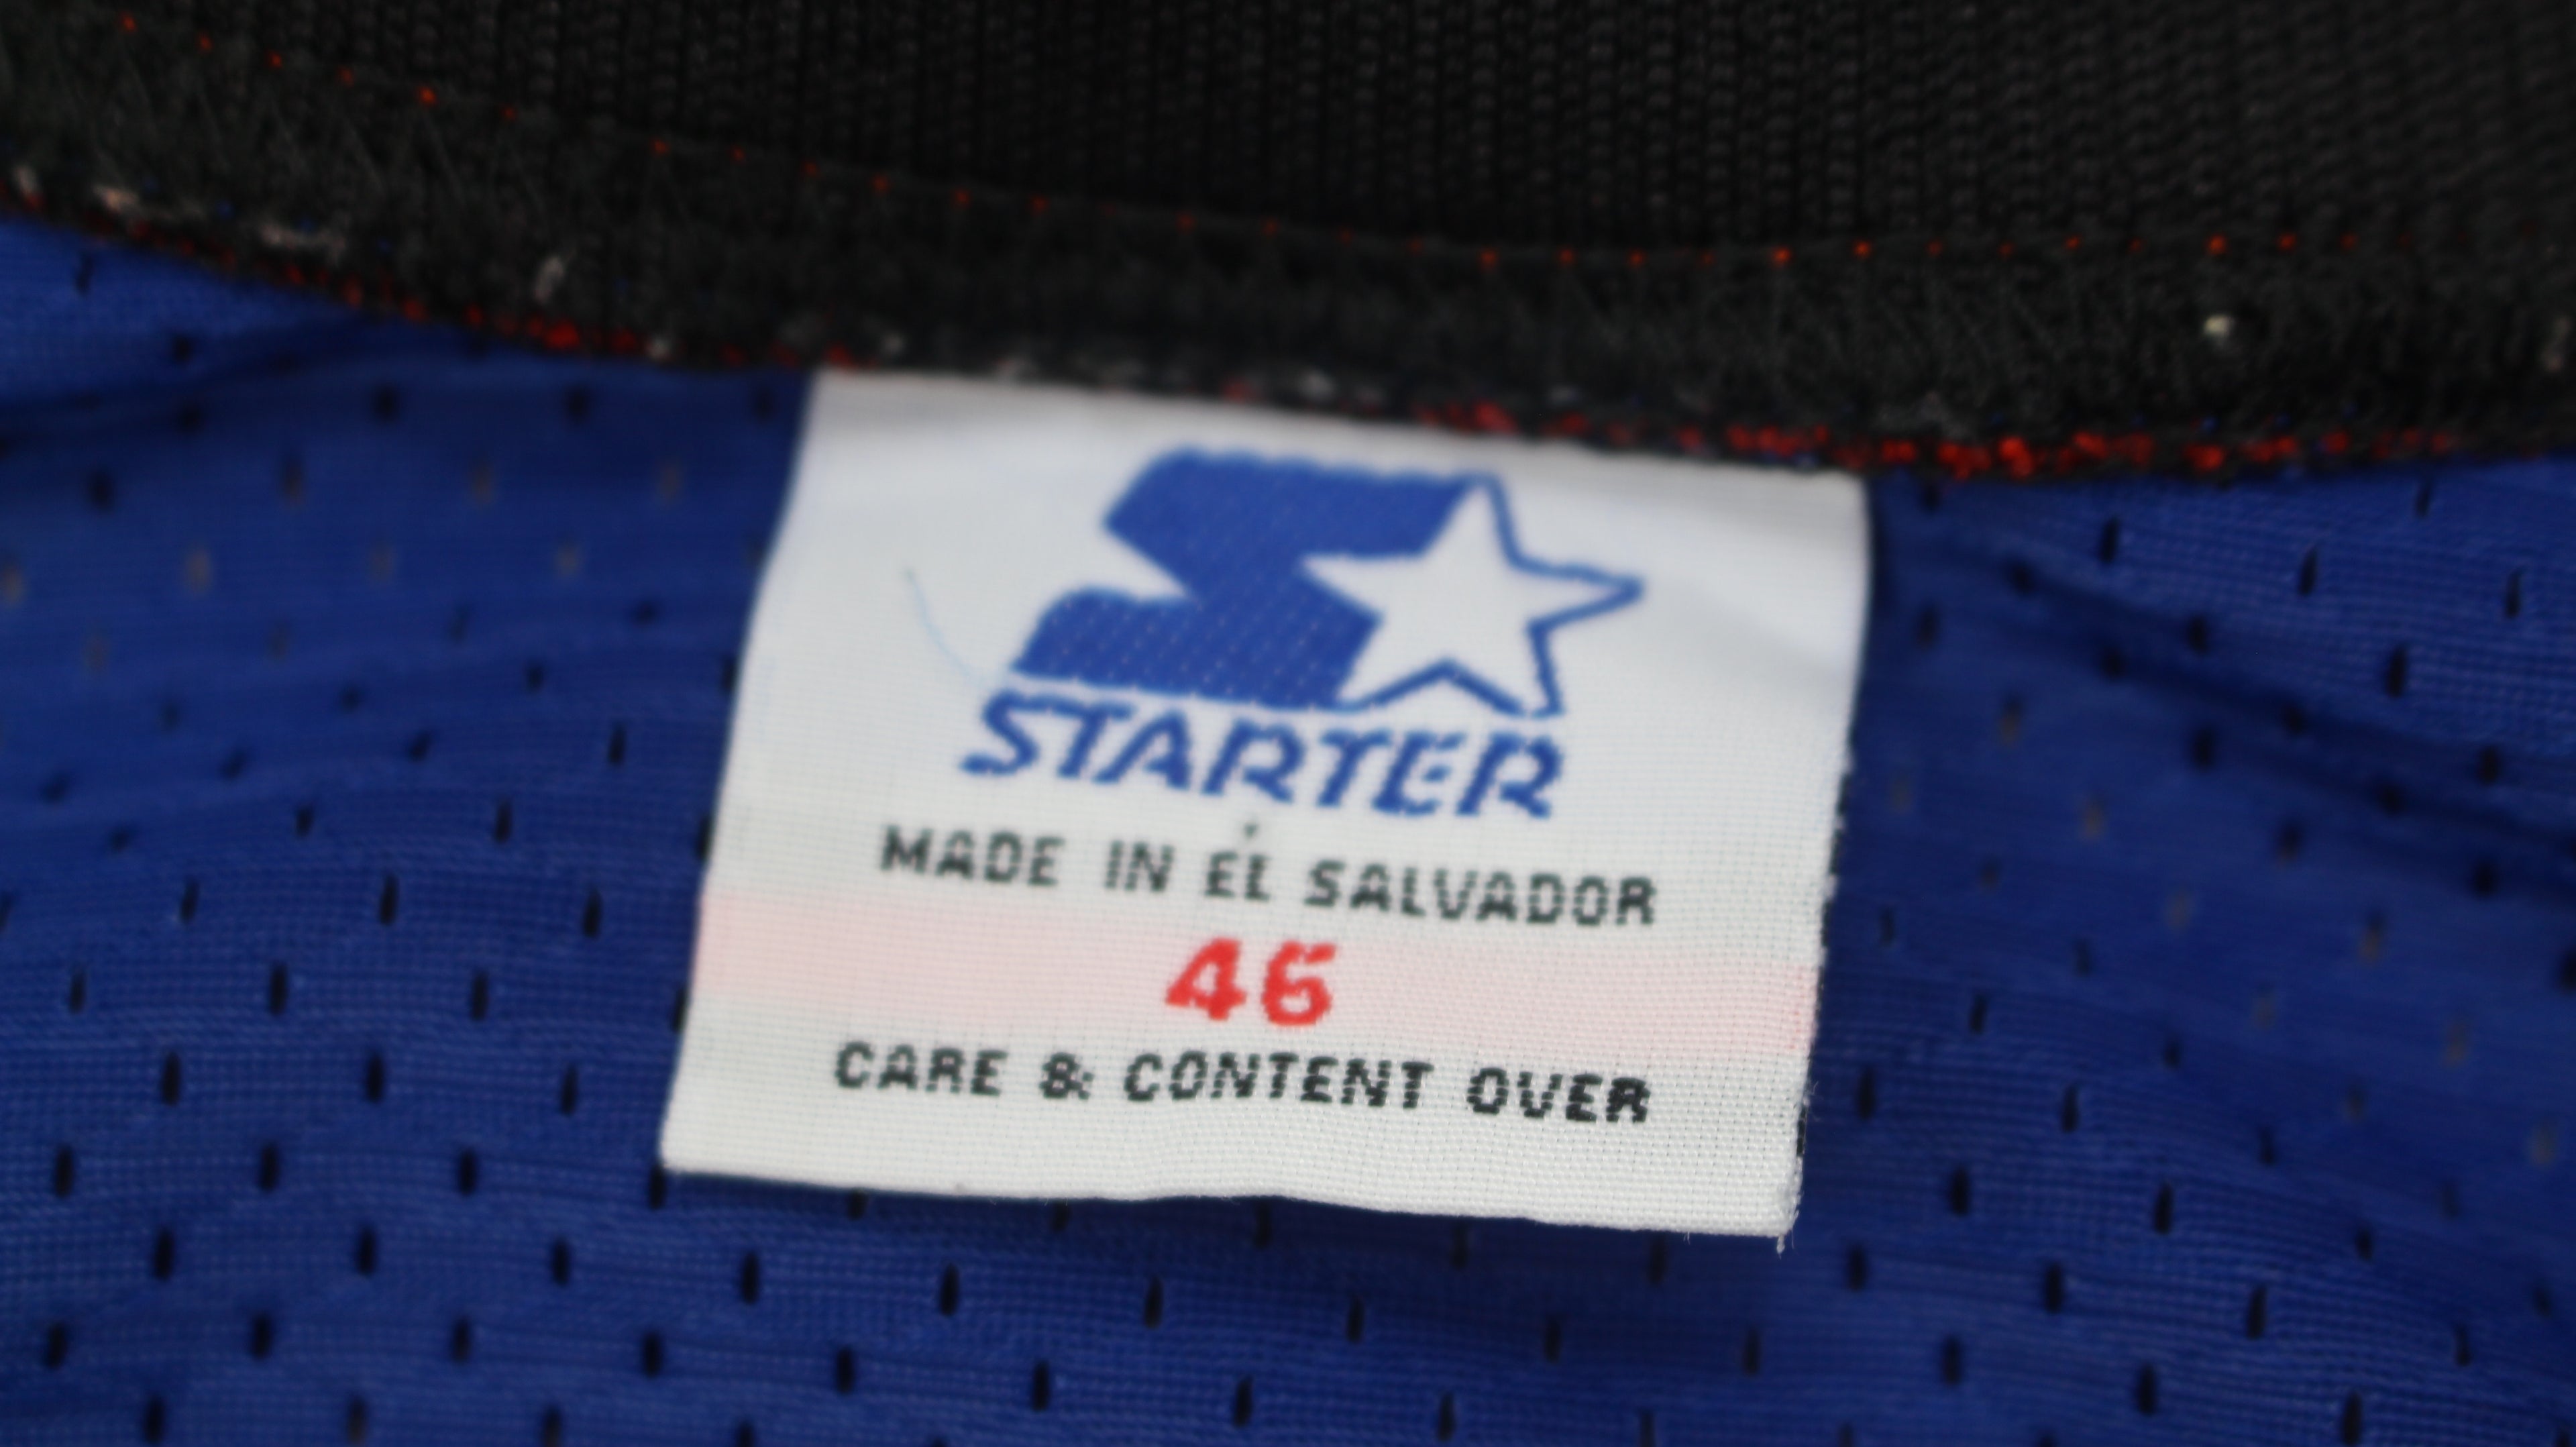 STARTER
MADE IN EL SALVADOR
46
CARE & CONTENT OVER